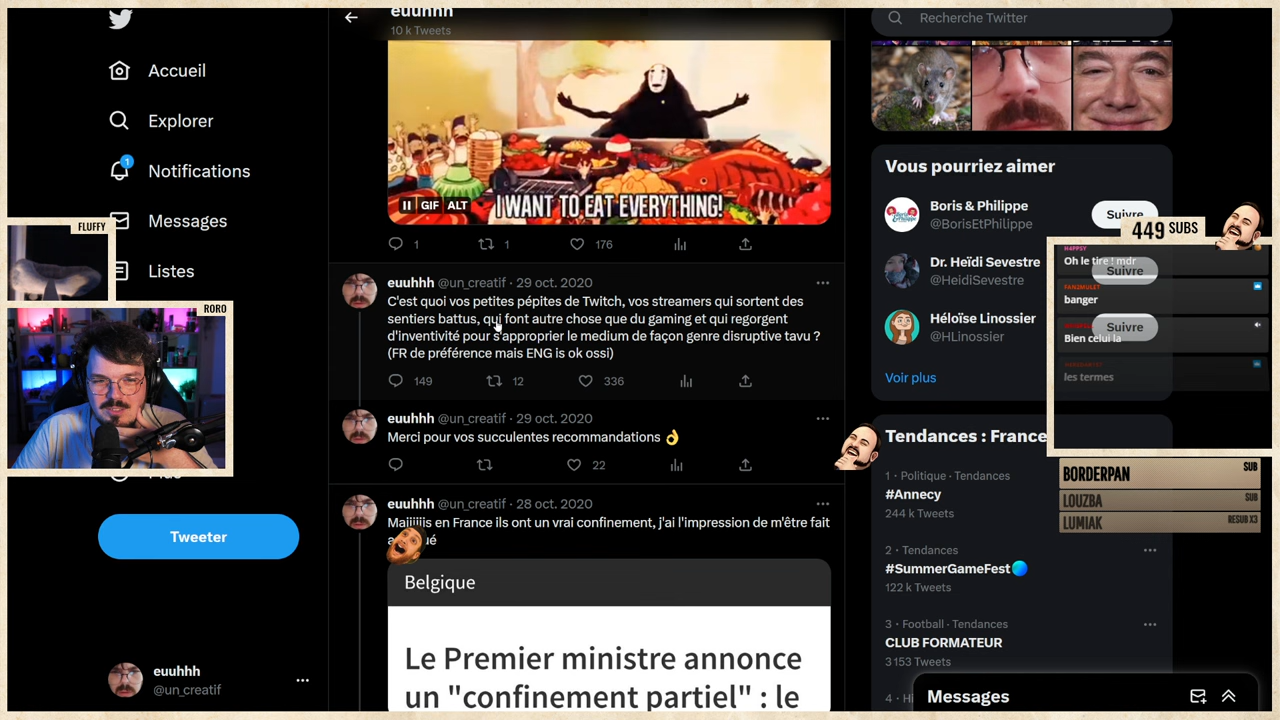 euuhhh
10 k Tweets
Recherche Twitter
Accueil
Explorer
Notifications
1
Messages
Listes
FLUFFY
RORO
Tweeter
euuhhh
@un_creatif
GIF ALT
I WANT TO EAT EVERYTHING!
1 1 176
euuhhh @un_creatif · 29 oct. 2020
C'est quoi vos petites pépites de Twitch, vos streamers qui sortent des
sentiers battus, qui font autre chose que du gaming et qui regorgent
d'inventivité pour s'approprier le medium de façon genre disruptive tavu ?
(FR de préférence mais ENG is ok ossi)
149 12 336
euuhhh @un_creatif · 29 oct. 2020
Merci pour vos succulentes recommandations 👌
22
euuhhh @un_creatif · 28 oct. 2020
Maijijjis en France ils ont un vrai confinement, j'ai l'impression de m'être fait
Belgique
Le Premier ministre annonce
un "confinement partiel" : le
Vous pourriez aimer
Boris & Philippe
@BorisEtPhilippe
Suivre
Dr. Heïdi Sevestre
@HeidiSevestre
Suivre
Héloïse Linossier
@HLinossier
Suivre
Voir plus
449 SUBS
H4PPSY
Oh le tire ! mdr
FAN2MULET
banger
Bien celui la
les termes
BORDERPAN SUB
LOUZBA SUB
LUMIAK RESUB X3
Tendances : France
1 · Politique · Tendances
#Annecy
244 k Tweets
2 · Tendances
#SummerGameFest
122 k Tweets
3 · Football · Tendances
CLUB FORMATEUR
3 153 Tweets
Messages